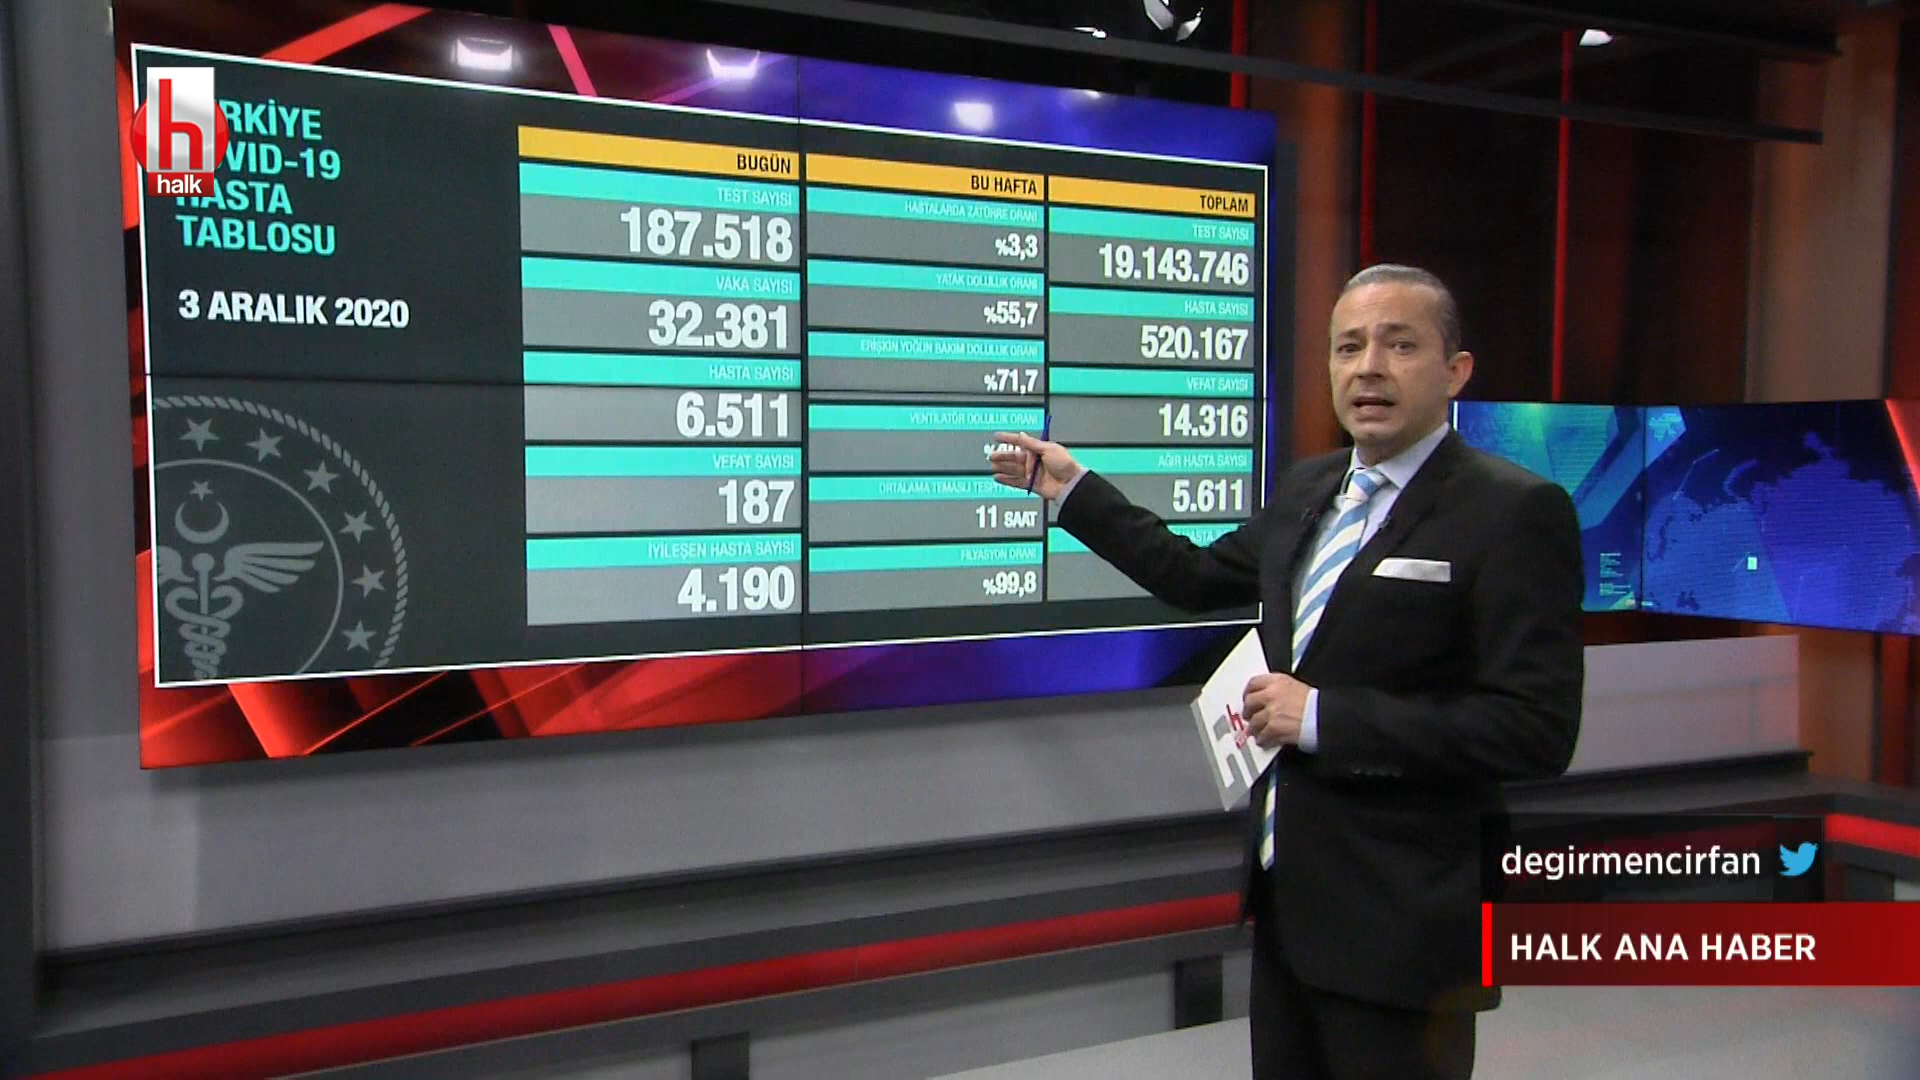 h
halk
RKİYE
VID-19
HASTA
TABLOSU
3 ARALIK 2020
BUGÜN
TEST SAYISI
187.518
VAKA SAYISI
32.381
HASTA SAYISI
6.511
VEFAT SAYISI
187
İYİLEŞEN HASTA SAYISI
4.190
BU HAFTA
HASTALARDA ZATÜRRE ORANI
%3,3
YATAK DOLULUK ORANI
%55,7
ERİŞKİN YOĞUN BAKIM DOLULUK ORANI
%71,7
VENTİLATÖR DOLULUK ORANI
ORTALAMA TEMASLI TESPİT
11 SAAT
FİLYASYON ORANI
%99,8
TOPLAM
TEST SAYISI
19.143.746
HASTA SAYISI
520.167
VEFAT SAYISI
14.316
AĞIR HASTA SAYISI
5.611
HASTA
h
degirmencirfan
HALK ANA HABER